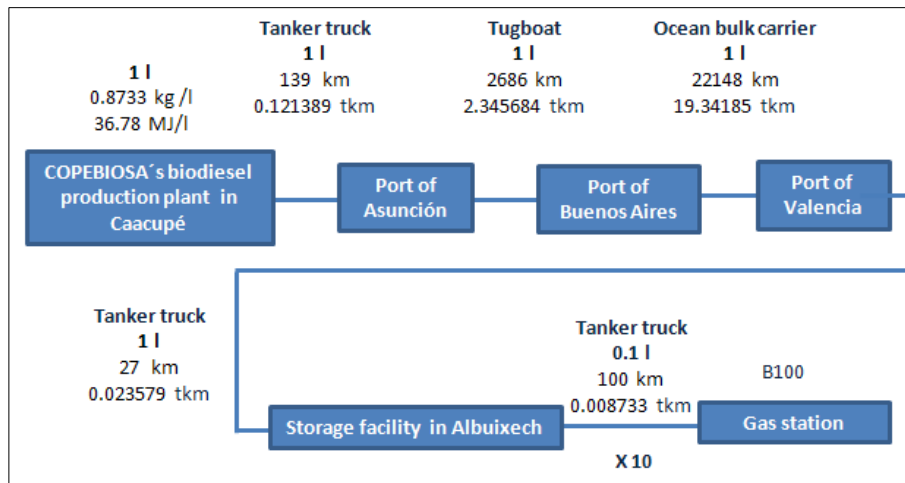 1 l
0.8733 kg /l
36.78 MJ/l
Tanker truck
1 l
139 km
0.121389 tkm
Tugboat
1 l
2686 km
2.345684 tkm
Ocean bulk carrier
1 l
22148 km
19.34185 tkm
COPEBIOSA´s biodiesel
production plant in
Caacupé
Port of
Asunción
Port of
Buenos Aires
Port of
Valencia
Tanker truck
1 l
27 km
0.023579 tkm
Storage facility in Albuixech
Tanker truck
0.1 l
100 km
0.008733 tkm
X 10
B100
Gas station